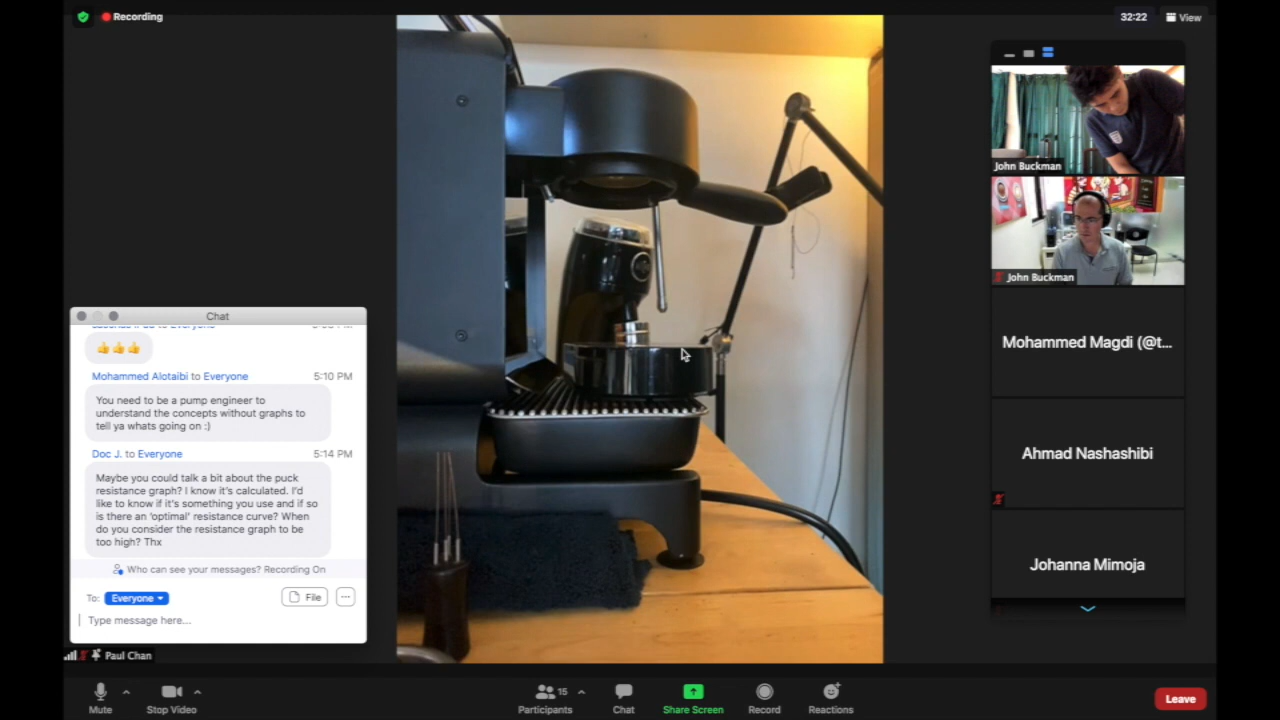 Recording
32:22
View
John Buckman
John Buckman
Mohammed Magdi (@t...
Ahmad Nashashibi
Johanna Mimoja
Chat
to Everyone
👍👍👍
Mohammed Alotaibi to Everyone 5:10 PM
You need to be a pump engineer to
understand the concepts without graphs to
tell ya whats going on :)
Doc J. to Everyone 5:14 PM
Maybe you could talk a bit about the puck
resistance graph? I know it's calculated. I'd
like to know if it's something you use and if so
is there an 'optimal' resistance curve? When
do you consider the resistance graph to be
too high? Thx
Who can see your messages? Recording On
To: Everyone
File
Type message here...
Paul Chan
Mute
Stop Video
15
Participants
Chat
Share Screen
Record
Reactions
Leave